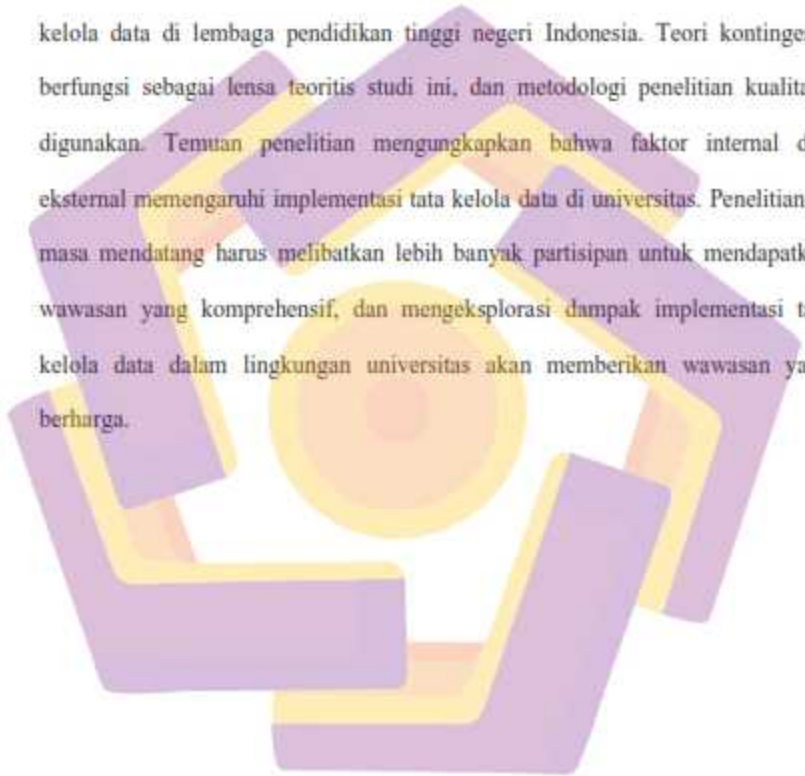 kelola data di lembaga pendidikan tinggi negeri Indonesia. Teori kontingen
berfungsi sebagai lensa teoritis studi ini, dan metodologi penelitian kualita
digunakan. Temuan penelitian mengungkapkan bahwa faktor internal d
eksternal memengaruhi implementasi tata kelola data di universitas. Penelitian
masa mendatang harus melibatkan lebih banyak partisipan untuk mendapatk
wawasan yang komprehensif, dan mengeksplorasi dampak implementasi ta
kelola data dalam lingkungan universitas akan memberikan wawasan ya
berharga.